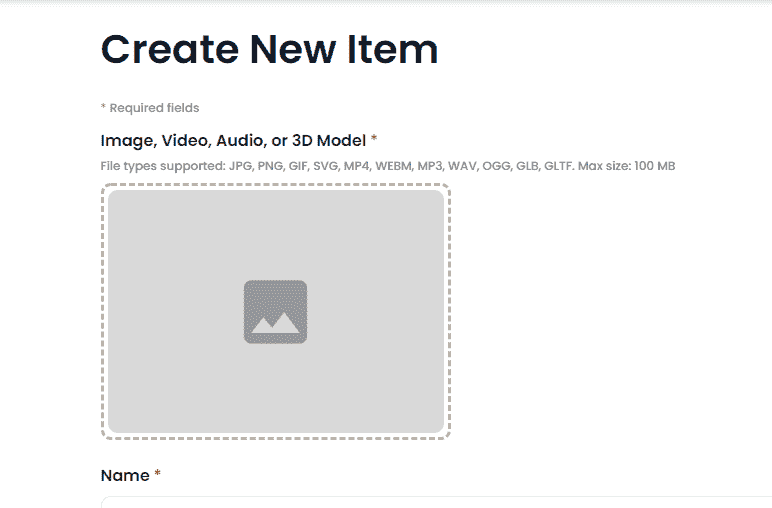 Create New Item
* Required fields
Image, Video, Audio, or 3D Model *
File types supported: JPG, PNG, GIF, SVG, MP4, WEBM, MP3, WAV, OGG, GLB, GLTF. Max size: 100 MB
Name *